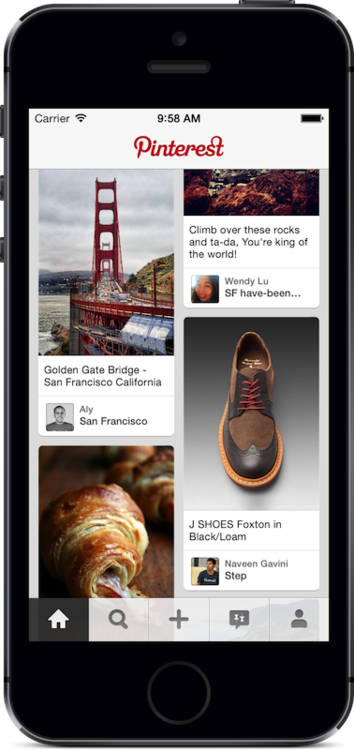 Carrier 9:58 AM
Pinterest
Golden Gate Bridge -
San Francisco California
Aly
San Francisco
Climb over these rocks
and ta-da, You're king of
the world!
Wendy Lu
SF have-been...
J SHOES Foxton in
Black/Loam
Naveen Gavini
Step